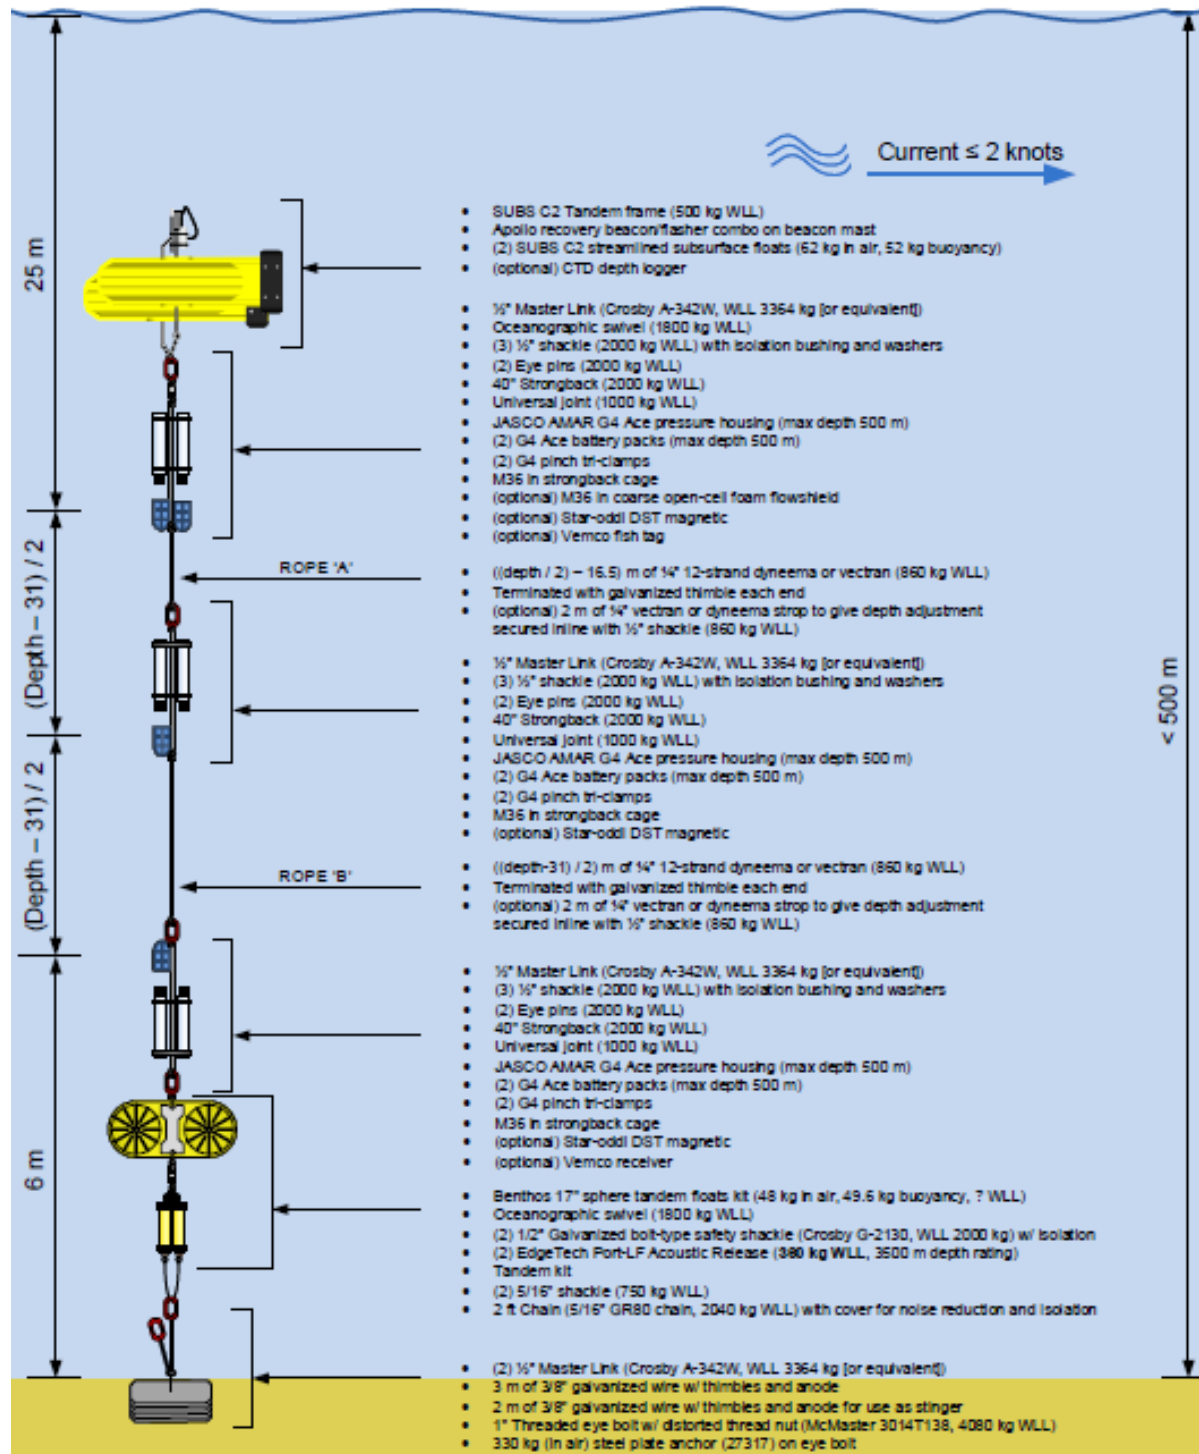 Current ≤ 2 knots
25 m
• SUBS C2 Tandem frame (500 kg WLL)
• Apollo recovery beacon/flasher combo on beacon mast
• (2) SUBS C2 streamlined subsurface floats (62 kg in air, 52 kg buoyancy)
• (optional) CTD depth logger
• ½" Master Link (Crosby A-342W, WLL 3364 kg [or equivalent])
• Oceanographic swivel (1800 kg WLL)
• (3) ½" shackle (2000 kg WLL) with isolation bushing and washers
• (2) Eye pins (2000 kg WLL)
• 40" Strongback (2000 kg WLL)
• Universal joint (1000 kg WLL)
• JASCO AMAR G4 Ace pressure housing (max depth 500 m)
• (2) G4 Ace battery packs (max depth 500 m)
• (2) G4 pinch tri-clamps
• M36 in strongback cage
• (optional) M36 in coarse open-cell foam flowshield
• (optional) Star-oddi DST magnetic
• (optional) Vemco fish tag
(Depth – 31) / 2
ROPE 'A'
• ((depth / 2) – 16.5) m of ¼" 12-strand dyneema or vectran (860 kg WLL)
• Terminated with galvanized thimble each end
• (optional) 2 m of ¼" vectran or dyneema strop to give depth adjustment
secured inline with ½" shackle (860 kg WLL)
• ½" Master Link (Crosby A-342W, WLL 3364 kg [or equivalent])
• (3) ½" shackle (2000 kg WLL) with isolation bushing and washers
• (2) Eye pins (2000 kg WLL)
• 40" Strongback (2000 kg WLL)
• Universal joint (1000 kg WLL)
• JASCO AMAR G4 Ace pressure housing (max depth 500 m)
• (2) G4 Ace battery packs (max depth 500 m)
• (2) G4 pinch tri-clamps
• M36 in strongback cage
• (optional) Star-oddi DST magnetic
< 500 m
(Depth – 31) / 2
ROPE 'B'
• ((depth-31) / 2) m of ¼" 12-strand dyneema or vectran (860 kg WLL)
• Terminated with galvanized thimble each end
• (optional) 2 m of ¼" vectran or dyneema strop to give depth adjustment
secured inline with ½" shackle (860 kg WLL)
• ½" Master Link (Crosby A-342W, WLL 3364 kg [or equivalent])
• (3) ½" shackle (2000 kg WLL) with isolation bushing and washers
• (2) Eye pins (2000 kg WLL)
• 40" Strongback (2000 kg WLL)
• Universal joint (1000 kg WLL)
• JASCO AMAR G4 Ace pressure housing (max depth 500 m)
• (2) G4 Ace battery packs (max depth 500 m)
• (2) G4 pinch tri-clamps
• M36 in strongback cage
• (optional) Star-oddi DST magnetic
• (optional) Vemco receiver
6 m
• Benthos 17" sphere tandem floats kit (48 kg in air, 49.6 kg buoyancy, ? WLL)
• Oceanographic swivel (1800 kg WLL)
• (2) 1/2" Galvanized bolt-type safety shackle (Crosby G-2130, WLL 2000 kg) w/ isolation
• (2) EdgeTech Port-LF Acoustic Release (380 kg WLL, 3500 m depth rating)
• Tandem kit
• (2) 5/16" shackle (750 kg WLL)
• 2 ft Chain (5/16" GR80 chain, 2040 kg WLL) with cover for noise reduction and isolation
• (2) ½" Master Link (Crosby A-342W, WLL 3364 kg [or equivalent])
• 3 m of 3/8" galvanized wire w/ thimbles and anode
• 2 m of 3/8" galvanized wire w/ thimbles and anode for use as stinger
• 1" Threaded eye bolt w/ distorted thread nut (McMaster 3014T138, 4080 kg WLL)
• 330 kg (in air) steel plate anchor (27317) on eye bolt